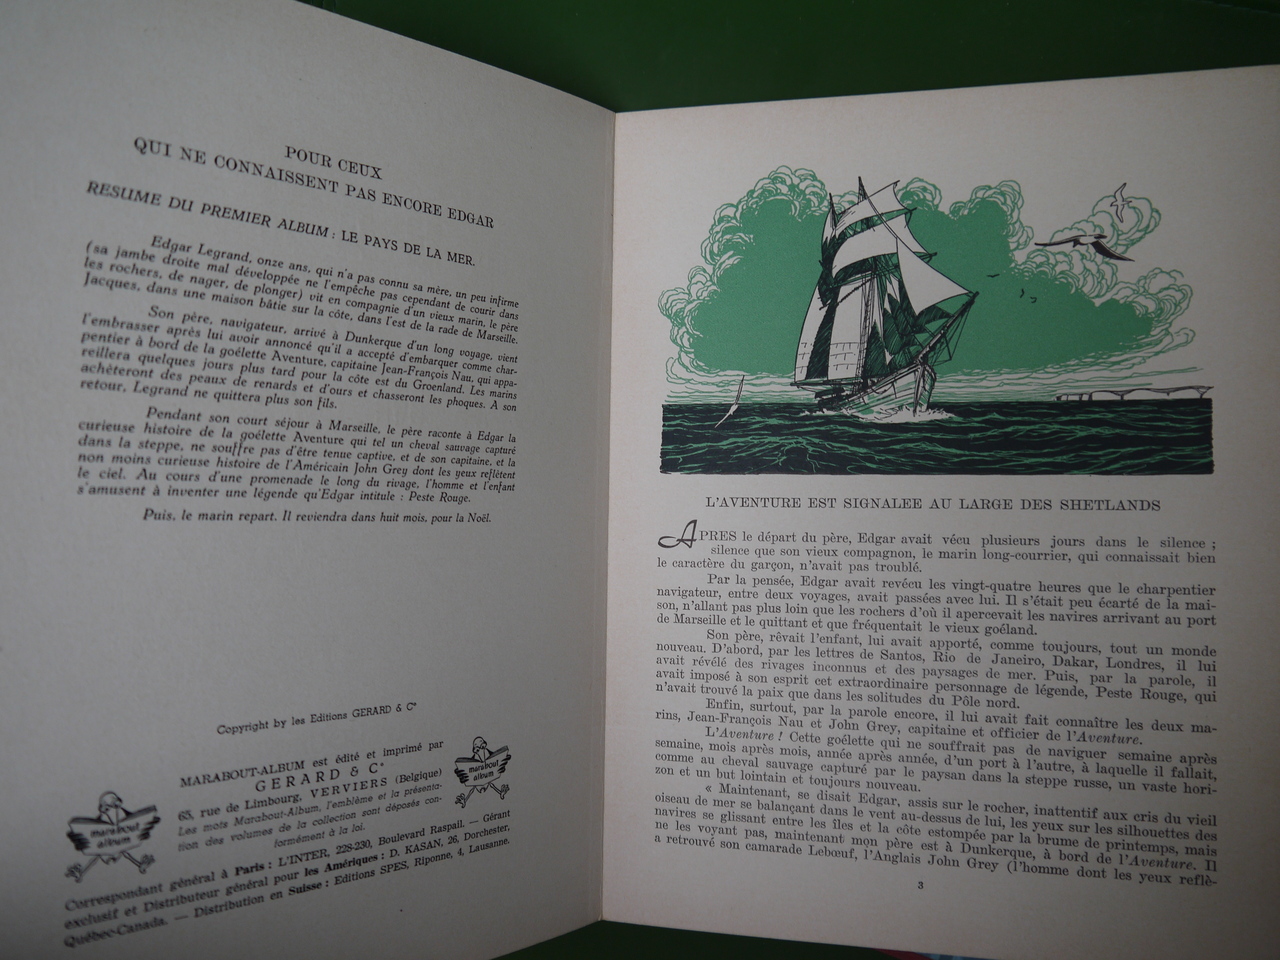 POUR CEUX
QUI NE CONNAISSENT PAS ENCORE EDGAR
RESUME DU PREMIER ALBUM : LE PAYS DE LA MER.
Edgar Legrand, onze ans, qui n'a pas connu sa mère, un peu infirme
(sa jambe droite mal développée ne l'empêche pas cependant de courir dans
les rochers, de nager, de plonger) vit en compagnie d'un vieux marin, le père
Jacques, dans une maison bâtie sur la côte, dans l'est de la rade de Marseille.
Son père, navigateur, arrivé à Dunkerque d'un long voyage, vient
l'embrasser après lui avoir annoncé qu'il a accepté d'embarquer comme char-
pentier à bord de la goélette Aventure, capitaine Jean-François Nau, qui appa-
reillera quelques jours plus tard pour la côte est du Groenland. Les marins
achèteront des peaux de renards et d'ours et chasseront les phoques. A son
retour, Legrand ne quittera plus son fils.
Pendant son court séjour à Marseille, le père raconte à Edgar la
curieuse histoire de la goélette Aventure qui tel un cheval sauvage capturé
dans la steppe, ne souffre pas d'être tenue captive, et de son capitaine, et la
non moins curieuse histoire de l'Américain John Grey dont les yeux reflètent
le ciel. Au cours d'une promenade le long du rivage, l'homme et l'enfant
s'amusent à inventer une légende qu'Edgar intitule : Peste Rouge.
Puis, le marin repart. Il reviendra dans huit mois, pour la Noël.
Copyright by les Editions GERARD & Cº
MARABOUT-ALBUM est édité et imprimé par
GERARD & Cº
65, rue de Limbourg, VERVIERS (Belgique)
Les mots Marabout-Album, l'emblème et la présenta-
tion des volumes de la collection sont déposés con-
formément à la loi.
marabout
album
marabout
album
Correspondant général à Paris : L'INTER, 228-230, Boulevard Raspail. — Gérant
exclusif et Distributeur général pour les Amériques : D. KASAN, 26, Dorchester,
Québec-Canada. — Distribution en Suisse : Editions SPES, Riponne, 4, Lausanne.
L'AVENTURE EST SIGNALEE AU LARGE DES SHETLANDS
APRES le départ du père, Edgar avait vécu plusieurs jours dans le silence ;
silence que son vieux compagnon, le marin long-courrier, qui connaissait bien
le caractère du garçon, n'avait pas troublé.
Par la pensée, Edgar avait revécu les vingt-quatre heures que le charpentier
navigateur, entre deux voyages, avait passées avec lui. Il s'était peu écarté de la mai-
son, n'allant pas plus loin que les rochers d'où il apercevait les navires arrivant au port
de Marseille et le quittant et que fréquentait le vieux goéland.
Son père, rêvait l'enfant, lui avait apporté, comme toujours, tout un monde
nouveau. D'abord, par les lettres de Santos, Rio de Janeiro, Dakar, Londres, il lui
avait révélé des rivages inconnus et des paysages de mer. Puis, par la parole, il
avait imposé à son esprit cet extraordinaire personnage de légende, Peste Rouge, qui
n'avait trouvé la paix que dans les solitudes du Pôle nord.
Enfin, surtout, par la parole encore, il lui avait fait connaître les deux ma-
rins, Jean-François Nau et John Grey, capitaine et officier de l'Aventure.
L'Aventure ! Cette goélette qui ne souffrait pas de naviguer semaine après
semaine, mois après mois, année après année, d'un port à l'autre, à laquelle il fallait,
comme au cheval sauvage capturé par le paysan dans la steppe russe, un vaste hori-
zon et un but lointain et toujours nouveau.
« Maintenant, se disait Edgar, assis sur le rocher, inattentif aux cris du vieil
oiseau de mer se balançant dans le vent au-dessus de lui, les yeux sur les silhouettes des
navires se glissant entre les îles et la côte estompée par la brume de printemps, mais
ne les voyant pas, maintenant mon père est à Dunkerque, à bord de l'Aventure. Il
a retrouvé son camarade Lebœuf, l'Anglais John Grey (l'homme dont les yeux reflè-
3